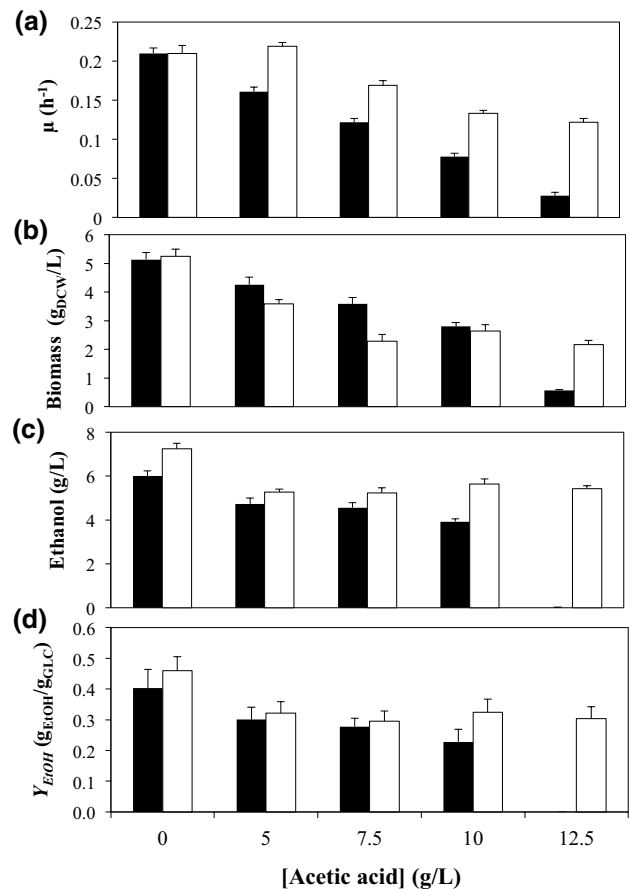 (a)
0.25
0.2
0.15
0.1
0.05
0
μ (h⁻¹)
(b)
6
5
4
3
2
1
0
Biomass (gDCW/L)
(c)
8
6
4
2
0
Ethanol (g/L)
(d)
0.6
0.5
0.4
0.3
0.2
0.1
0.0
YEtOH (gEtOH/gGLC)
0 5 7.5 10 12.5
[Acetic acid] (g/L)